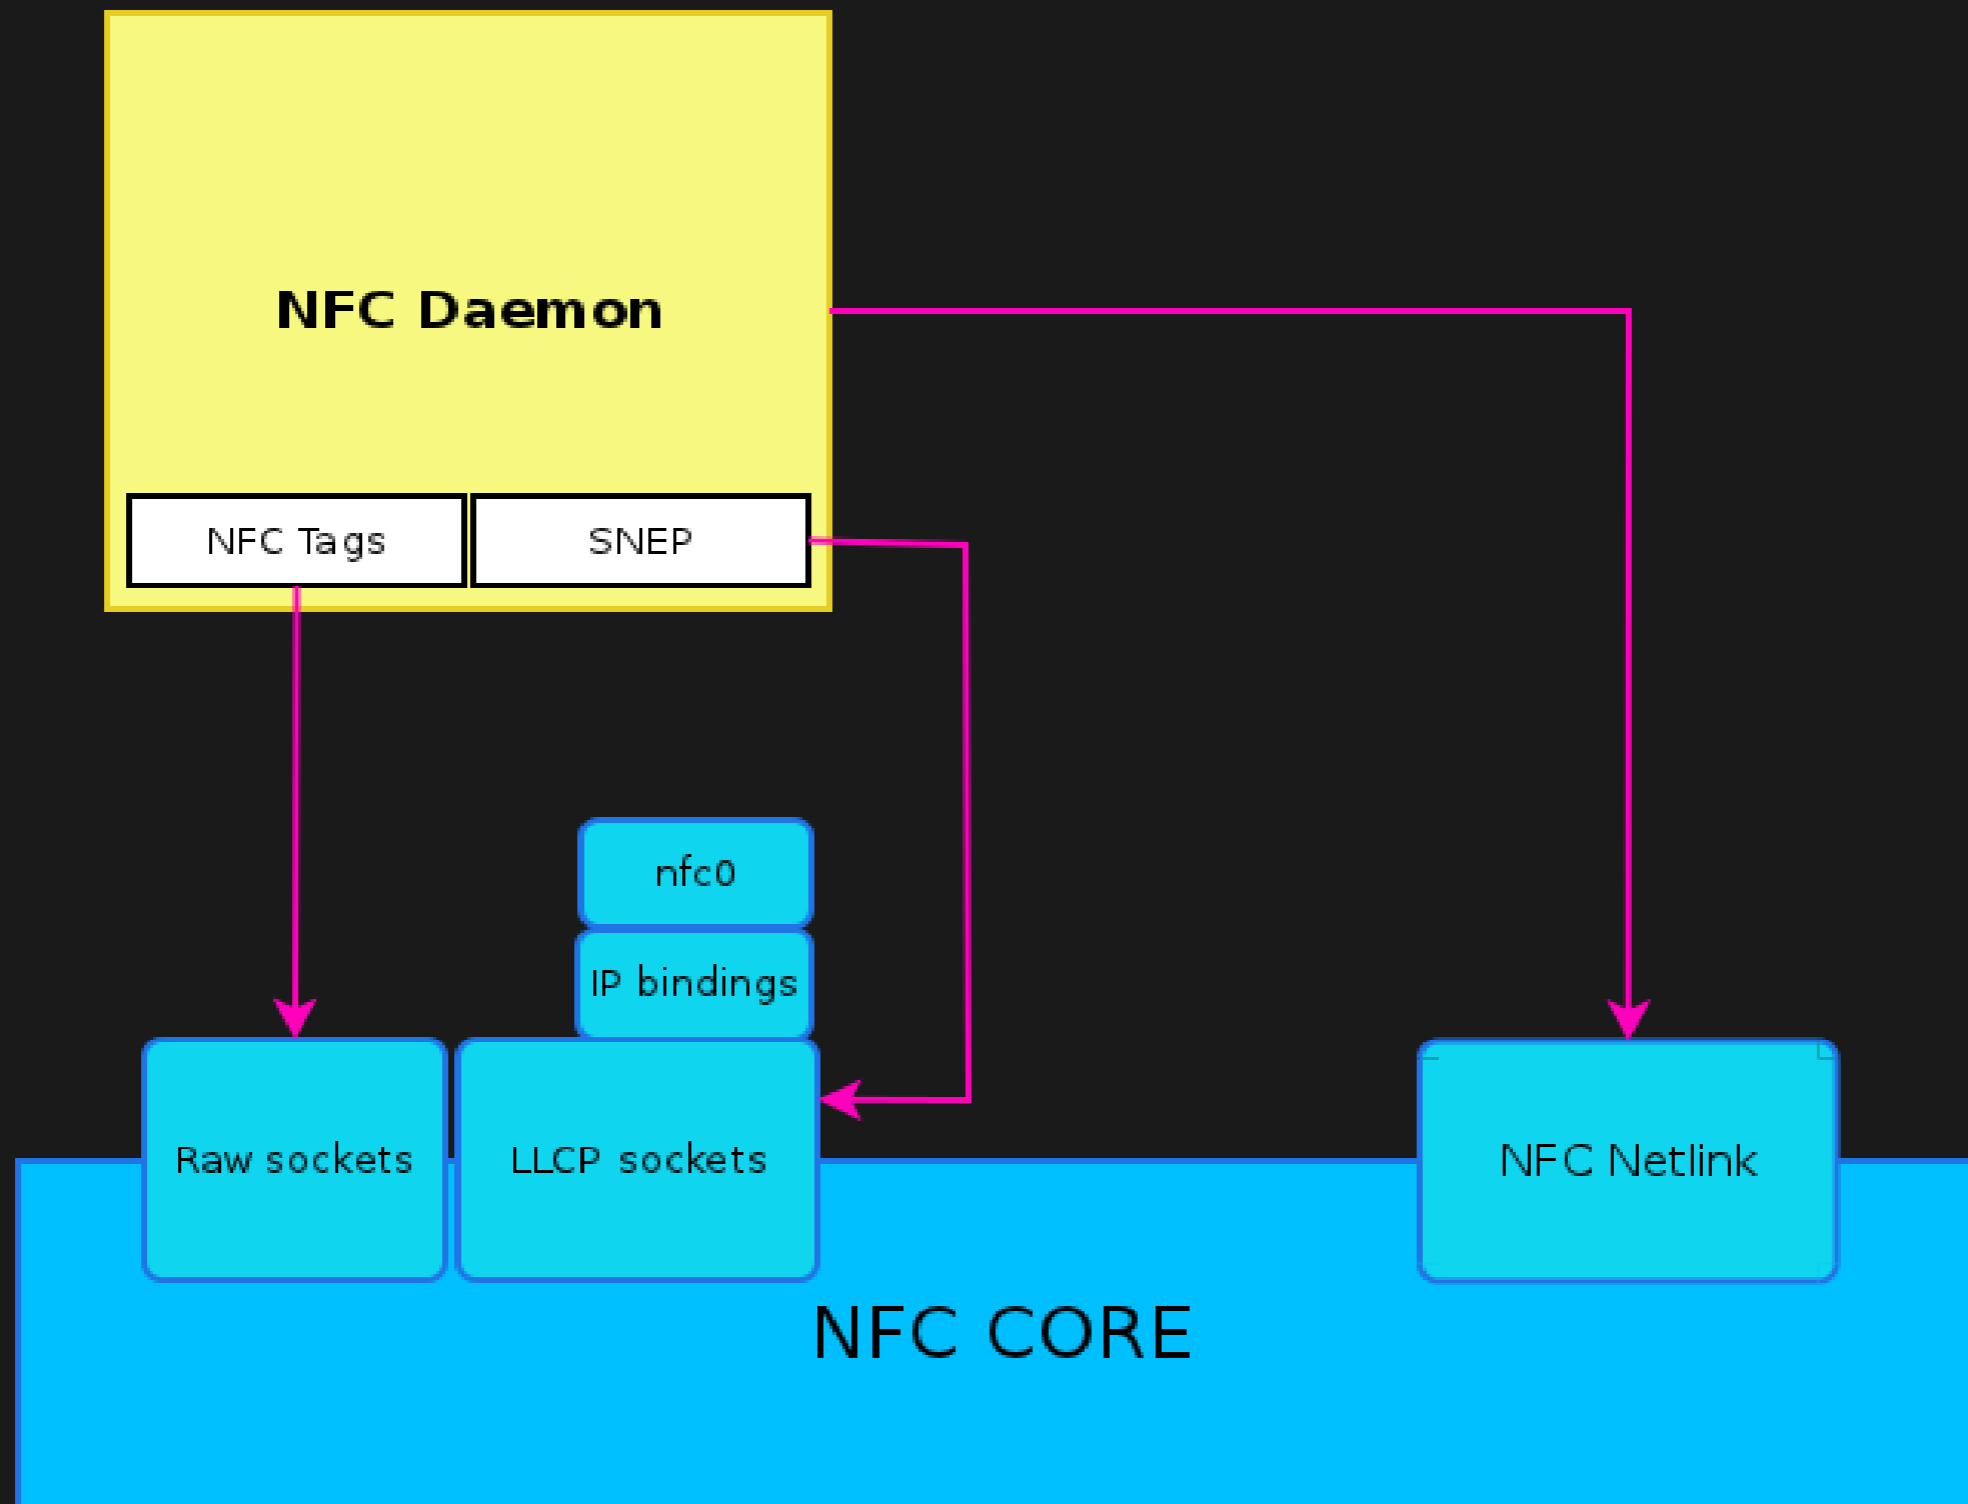 NFC Daemon
NFC Tags
SNEP
nfc0
IP bindings
Raw sockets
LLCP sockets
NFC Netlink
NFC CORE